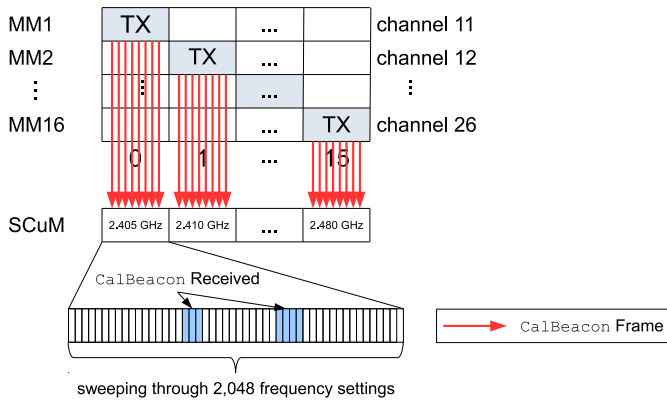 MM1 TX ... channel 11
MM2 TX ... channel 12
⋮ ⋮ ... ⋮
MM16 ... TX channel 26
0 1 ... 15
SCuM 2.405 GHz 2.410 GHz ... 2.480 GHz
CalBeacon Received
CalBeacon Frame
sweeping through 2,048 frequency settings